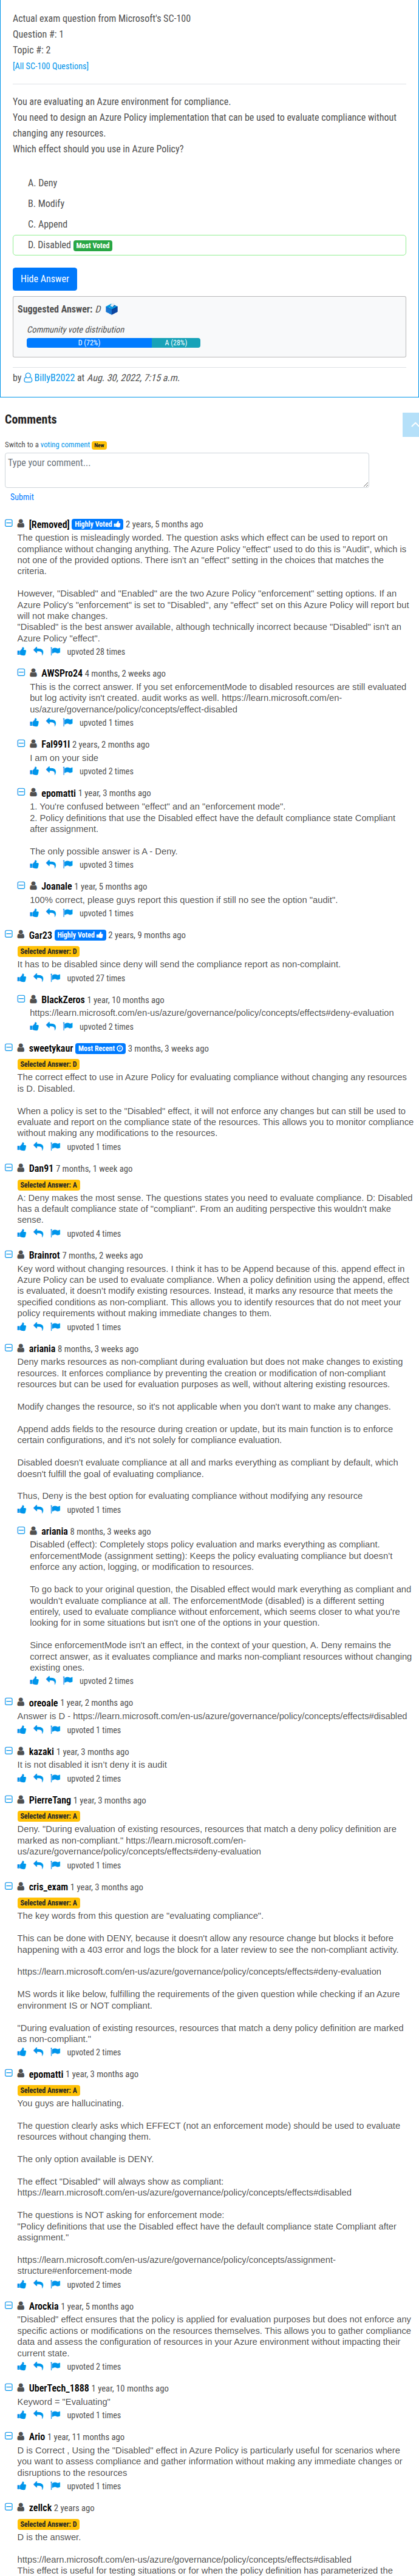 Actual exam question from Microsoft's SC-100
Question #: 1
Topic #: 2
[All SC-100 Questions]
You are evaluating an Azure environment for compliance.
You need to design an Azure Policy implementation that can be used to evaluate compliance without
changing any resources.
Which effect should you use in Azure Policy?
A. Deny
B. Modify
C. Append
D. Disabled Most Voted
Hide Answer
Suggested Answer: D
Community vote distribution
D (72%) A (28%)
by BillyB2022 at Aug. 30, 2022, 7:15 a.m.
Comments
Switch to a voting comment New
Type your comment...
Submit
[Removed] Highly Voted 2 years, 5 months ago
The question is misleadingly worded. The question asks which effect can be used to report on
compliance without changing anything. The Azure Policy "effect" used to do this is "Audit", which is
not one of the provided options. There isn't an "effect" setting in the choices that matches the
criteria.
However, "Disabled" and "Enabled" are the two Azure Policy "enforcement" setting options. If an
Azure Policy's "enforcement" is set to "Disabled", any "effect" set on this Azure Policy will report but
will not make changes.
"Disabled" is the best answer available, although technically incorrect because "Disabled" isn't an
Azure Policy "effect".
upvoted 28 times
AWSPro24 4 months, 2 weeks ago
This is the correct answer. If you set enforcementMode to disabled resources are still evaluated
but log activity isn't created. audit works as well. https://learn.microsoft.com/en-
us/azure/governance/policy/concepts/effect-disabled
upvoted 1 times
Fal991l 2 years, 2 months ago
I am on your side
upvoted 2 times
epomatti 1 year, 3 months ago
1. You're confused between "effect" and an "enforcement mode".
2. Policy definitions that use the Disabled effect have the default compliance state Compliant
after assignment.
The only possible answer is A - Deny.
upvoted 3 times
Joanale 1 year, 5 months ago
100% correct, please guys report this question if still no see the option "audit".
upvoted 1 times
Gar23 Highly Voted 2 years, 9 months ago
Selected Answer: D
It has to be disabled since deny will send the compliance report as non-complaint.
upvoted 27 times
BlackZeros 1 year, 10 months ago
https://learn.microsoft.com/en-us/azure/governance/policy/concepts/effects#deny-evaluation
upvoted 2 times
sweetykaur Most Recent 3 months, 3 weeks ago
Selected Answer: D
The correct effect to use in Azure Policy for evaluating compliance without changing any resources
is D. Disabled.
When a policy is set to the "Disabled" effect, it will not enforce any changes but can still be used to
evaluate and report on the compliance state of the resources. This allows you to monitor compliance
without making any modifications to the resources.
upvoted 1 times
Dan91 7 months, 1 week ago
Selected Answer: A
A: Deny makes the most sense. The questions states you need to evaluate compliance. D: Disabled
has a default compliance state of "compliant". From an auditing perspective this wouldn't make
sense.
upvoted 4 times
Brainrot 7 months, 2 weeks ago
Key word without changing resources. I think it has to be Append because of this. append effect in
Azure Policy can be used to evaluate compliance. When a policy definition using the append, effect
is evaluated, it doesn't modify existing resources. Instead, it marks any resource that meets the
specified conditions as non-compliant. This allows you to identify resources that do not meet your
policy requirements without making immediate changes to them.
upvoted 1 times
ariania 8 months, 3 weeks ago
Deny marks resources as non-compliant during evaluation but does not make changes to existing
resources. It enforces compliance by preventing the creation or modification of non-compliant
resources but can be used for evaluation purposes as well, without altering existing resources.
Modify changes the resource, so it's not applicable when you don't want to make any changes.
Append adds fields to the resource during creation or update, but its main function is to enforce
certain configurations, and it's not solely for compliance evaluation.
Disabled doesn't evaluate compliance at all and marks everything as compliant by default, which
doesn't fulfill the goal of evaluating compliance.
Thus, Deny is the best option for evaluating compliance without modifying any resource
upvoted 1 times
ariania 8 months, 3 weeks ago
Disabled (effect): Completely stops policy evaluation and marks everything as compliant.
enforcementMode (assignment setting): Keeps the policy evaluating compliance but doesn't
enforce any action, logging, or modification to resources.
To go back to your original question, the Disabled effect would mark everything as compliant and
wouldn't evaluate compliance at all. The enforcementMode (disabled) is a different setting
entirely, used to evaluate compliance without enforcement, which seems closer to what you're
looking for in some situations but isn't one of the options in your question.
Since enforcementMode isn't an effect, in the context of your question, A. Deny remains the
correct answer, as it evaluates compliance and marks non-compliant resources without changing
existing ones.
upvoted 2 times
oreoale 1 year, 2 months ago
Answer is D - https://learn.microsoft.com/en-us/azure/governance/policy/concepts/effects#disabled
upvoted 1 times
kazaki 1 year, 3 months ago
It is not disabled it isn't deny it is audit
upvoted 2 times
PierreTang 1 year, 3 months ago
Selected Answer: A
Deny. "During evaluation of existing resources, resources that match a deny policy definition are
marked as non-compliant." https://learn.microsoft.com/en-
us/azure/governance/policy/concepts/effects#deny-evaluation
upvoted 1 times
cris_exam 1 year, 3 months ago
Selected Answer: A
The key words from this question are "evaluating compliance".
This can be done with DENY, because it doesn't allow any resource change but blocks it before
happening with a 403 error and logs the block for a later review to see the non-compliant activity.
https://learn.microsoft.com/en-us/azure/governance/policy/concepts/effects#deny-evaluation
MS words it like below, fulfilling the requirements of the given question while checking if an Azure
environment IS or NOT compliant.
"During evaluation of existing resources, resources that match a deny policy definition are marked
as non-compliant."
upvoted 2 times
epomatti 1 year, 3 months ago
Selected Answer: A
You guys are hallucinating.
The question clearly asks which EFFECT (not an enforcement mode) should be used to evaluate
resources without changing them.
The only option available is DENY.
The effect "Disabled" will always show as compliant:
https://learn.microsoft.com/en-us/azure/governance/policy/concepts/effects#disabled
The questions is NOT asking for enforcement mode:
"Policy definitions that use the Disabled effect have the default compliance state Compliant after
assignment."
https://learn.microsoft.com/en-us/azure/governance/policy/concepts/assignment-
structure#enforcement-mode
upvoted 2 times
Arockia 1 year, 5 months ago
"Disabled" effect ensures that the policy is applied for evaluation purposes but does not enforce any
specific actions or modifications on the resources themselves. This allows you to gather compliance
data and assess the configuration of resources in your Azure environment without impacting their
current state.
upvoted 2 times
UberTech_1888 1 year, 10 months ago
Keyword = "Evaluating"
upvoted 1 times
Ario 1 year, 11 months ago
D is Correct , Using the "Disabled" effect in Azure Policy is particularly useful for scenarios where
you want to assess compliance and gather information without making any immediate changes or
disruptions to the resources
upvoted 1 times
zellck 2 years ago
Selected Answer: D
D is the answer.
https://learn.microsoft.com/en-us/azure/governance/policy/concepts/effects#disabled
This effect is useful for testing situations or for when the policy definition has parameterized the